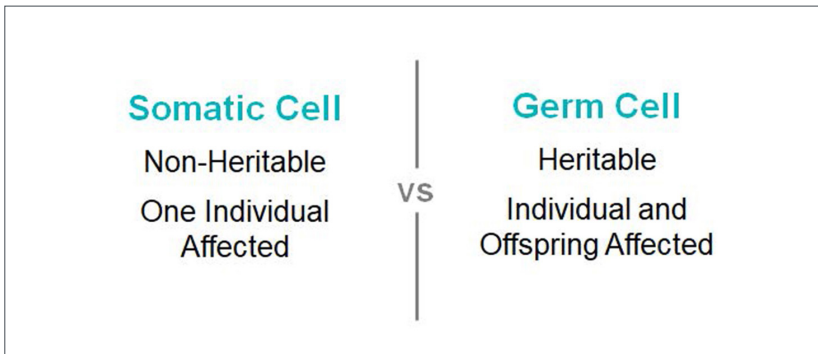 Somatic Cell
Non-Heritable
One Individual
Affected
VS
Germ Cell
Heritable
Individual and
Offspring Affected